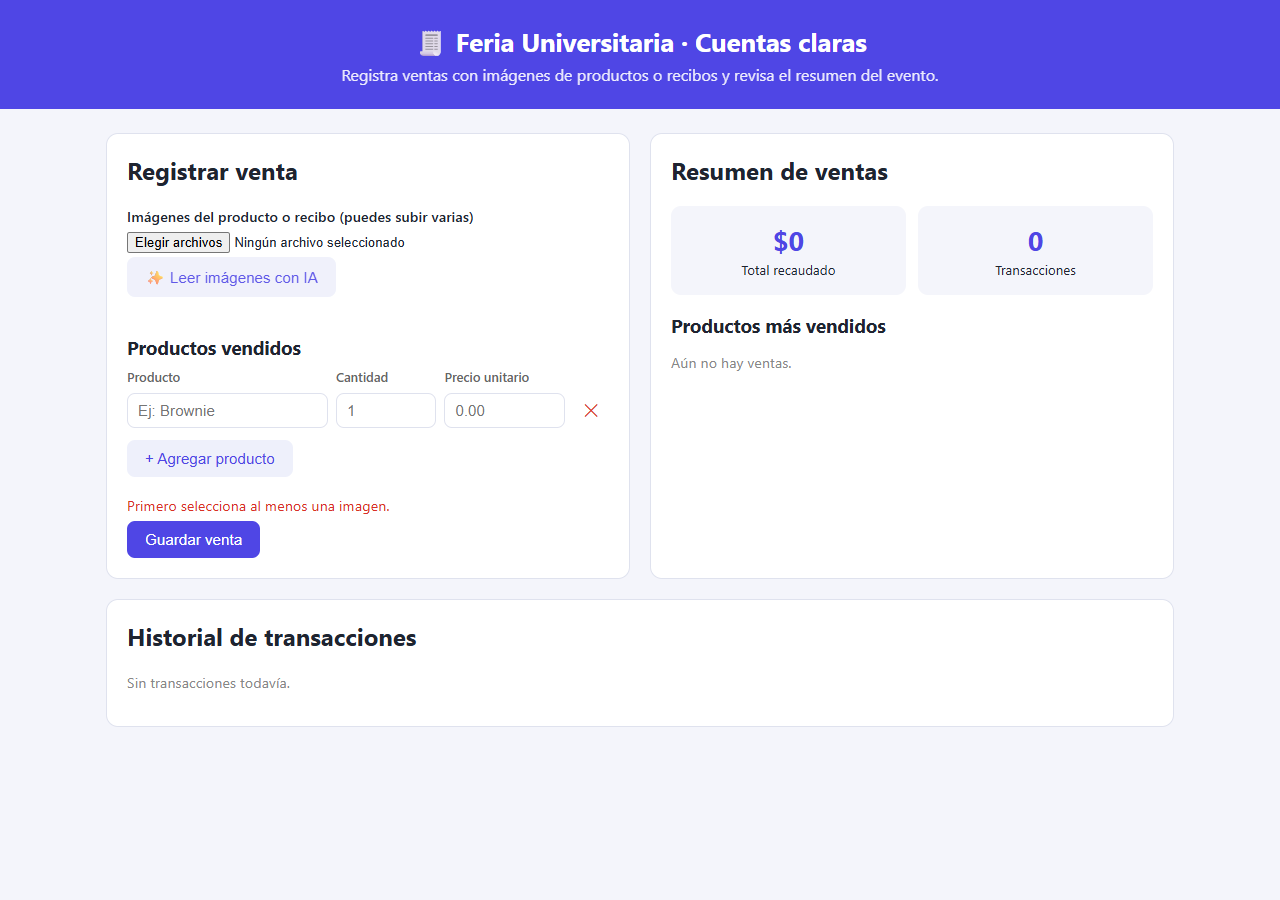 Feria Universitaria · Cuentas claras
Registra ventas con imágenes de productos o recibos y revisa el resumen del evento.
Registrar venta
Imágenes del producto o recibo (puedes subir varias)
Elegir archivos Ningún archivo seleccionado
✨ Leer imágenes con IA
Productos vendidos
Producto Cantidad Precio unitario
Ej: Brownie 1 0.00
+ Agregar producto
Primero selecciona al menos una imagen.
Guardar venta
Resumen de ventas
$0 0
Total recaudado Transacciones
Productos más vendidos
Aún no hay ventas.
Historial de transacciones
Sin transacciones todavía.